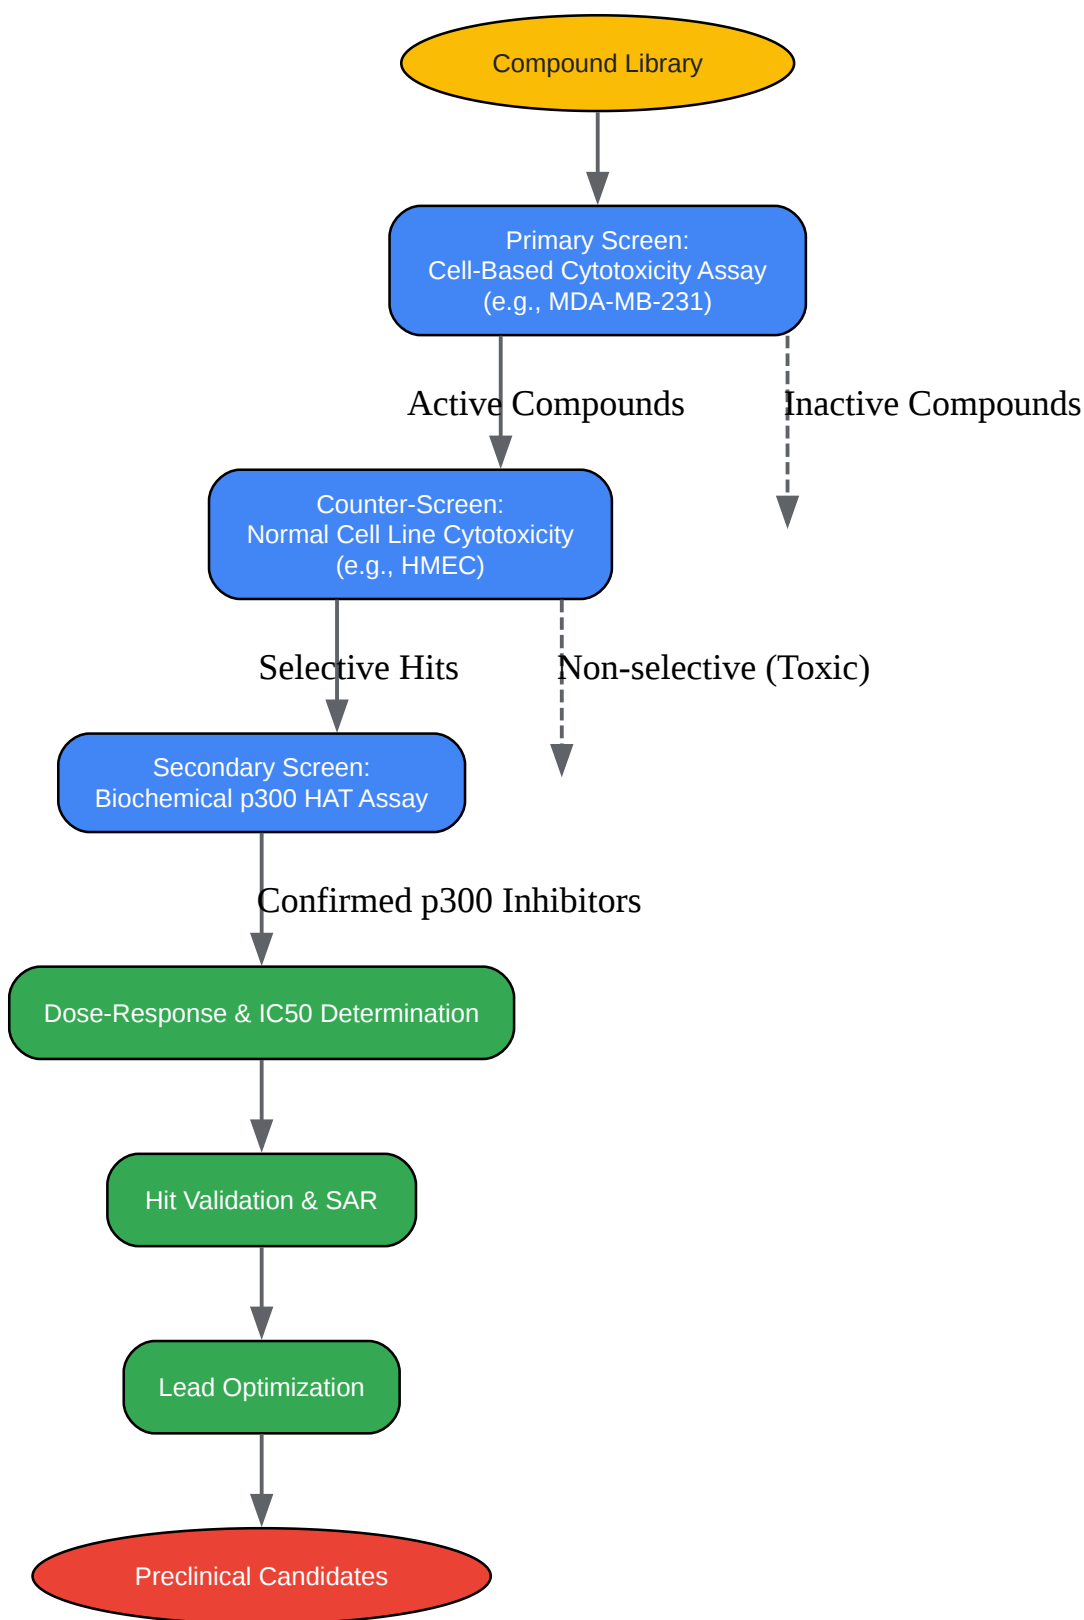 Compound Library
Primary Screen:
Cell-Based Cytotoxicity Assay
(e.g., MDA-MB-231)
Active Compounds
Inactive Compounds
Counter-Screen:
Normal Cell Line Cytotoxicity
(e.g., HMEC)
Selective Hits
Non-selective (Toxic)
Secondary Screen:
Biochemical p300 HAT Assay
Confirmed p300 Inhibitors
Dose-Response & IC50 Determination
Hit Validation & SAR
Lead Optimization
Preclinical Candidates